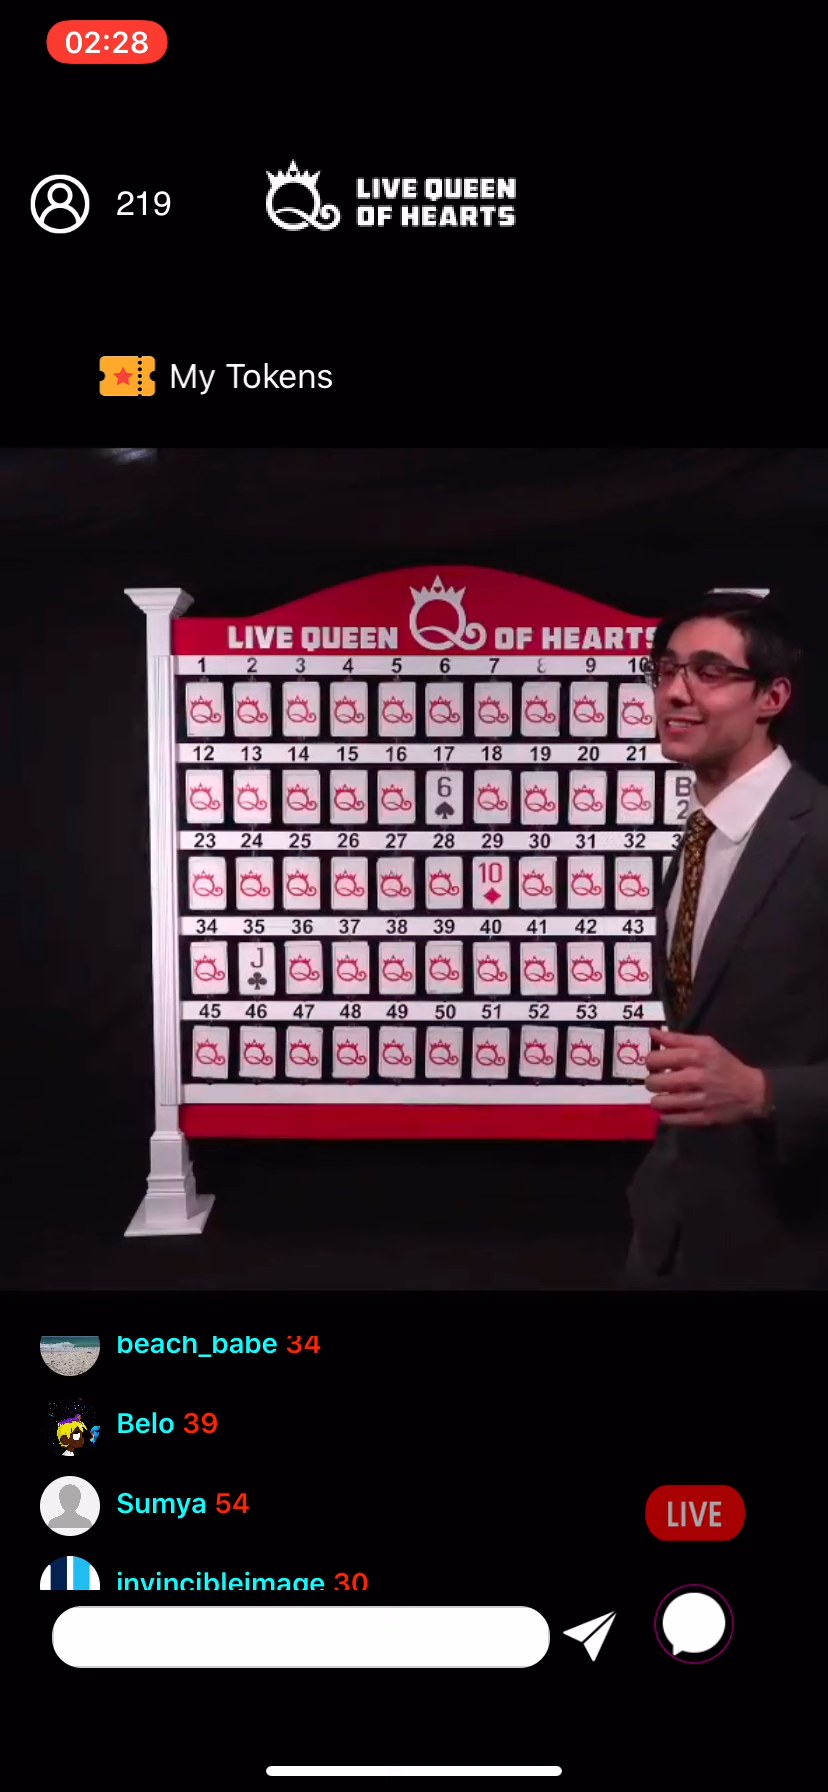 02:28
219
LIVE QUEEN
OF HEARTS
My Tokens
LIVE QUEEN Q OF HEARTS
1 2 3 4 5 6 7 8 9 10
12 13 14 15 16 17 18 19 20 21
6
B
2
23 24 25 26 27 28 29 30 31 32
10
34 35 36 37 38 39 40 41 42 43
J
45 46 47 48 49 50 51 52 53 54
beach_babe 34
Belo 39
Sumya 54
LIVE
invincibleimage 30